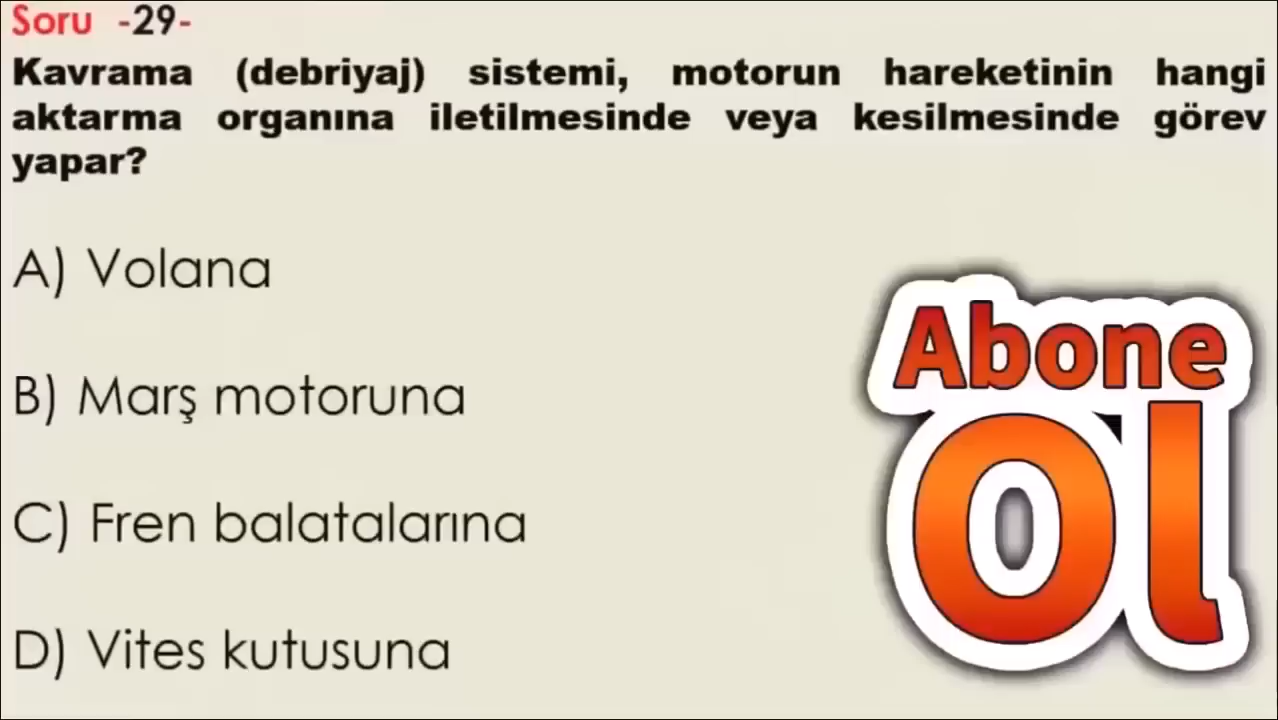 Soru -29-
Kavrama (debriyaj) sistemi, motorun hareketinin hangi
aktarma organına iletilmesinde veya kesilmesinde görev
yapar?
A) Volana
B) Marş motoruna
C) Fren balatalarına
D) Vites kutusuna
Abone
Ol